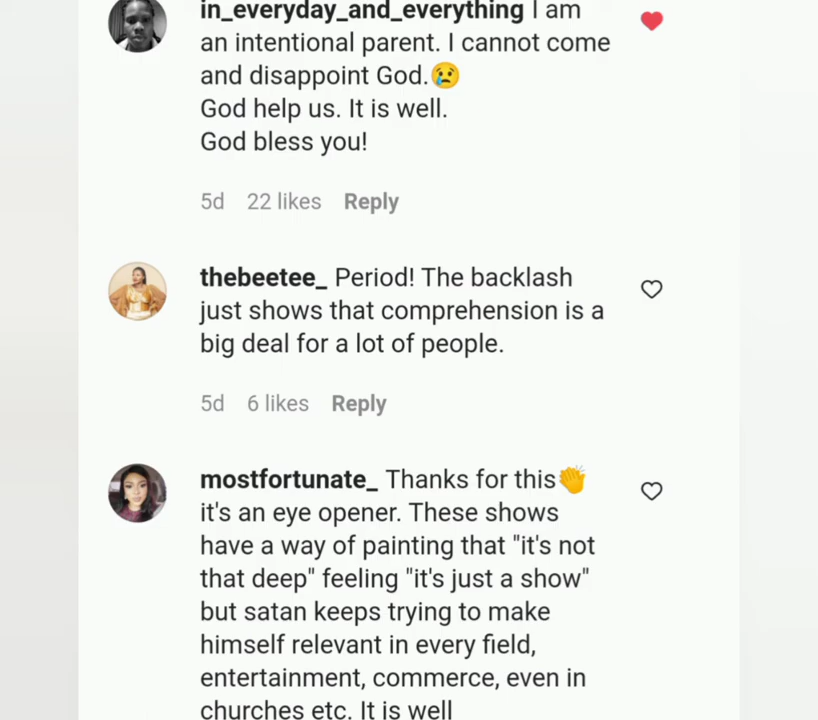 in_everyday_and_everything I am
an intentional parent. I cannot come
and disappoint God.😢
God help us. It is well.
God bless you!
5d 22 likes Reply
thebeetee_ Period! The backlash
just shows that comprehension is a
big deal for a lot of people.
5d 6 likes Reply
mostfortunate_ Thanks for this👏
it's an eye opener. These shows
have a way of painting that "it's not
that deep" feeling "it's just a show"
but satan keeps trying to make
himself relevant in every field,
entertainment, commerce, even in
churches etc. It is well